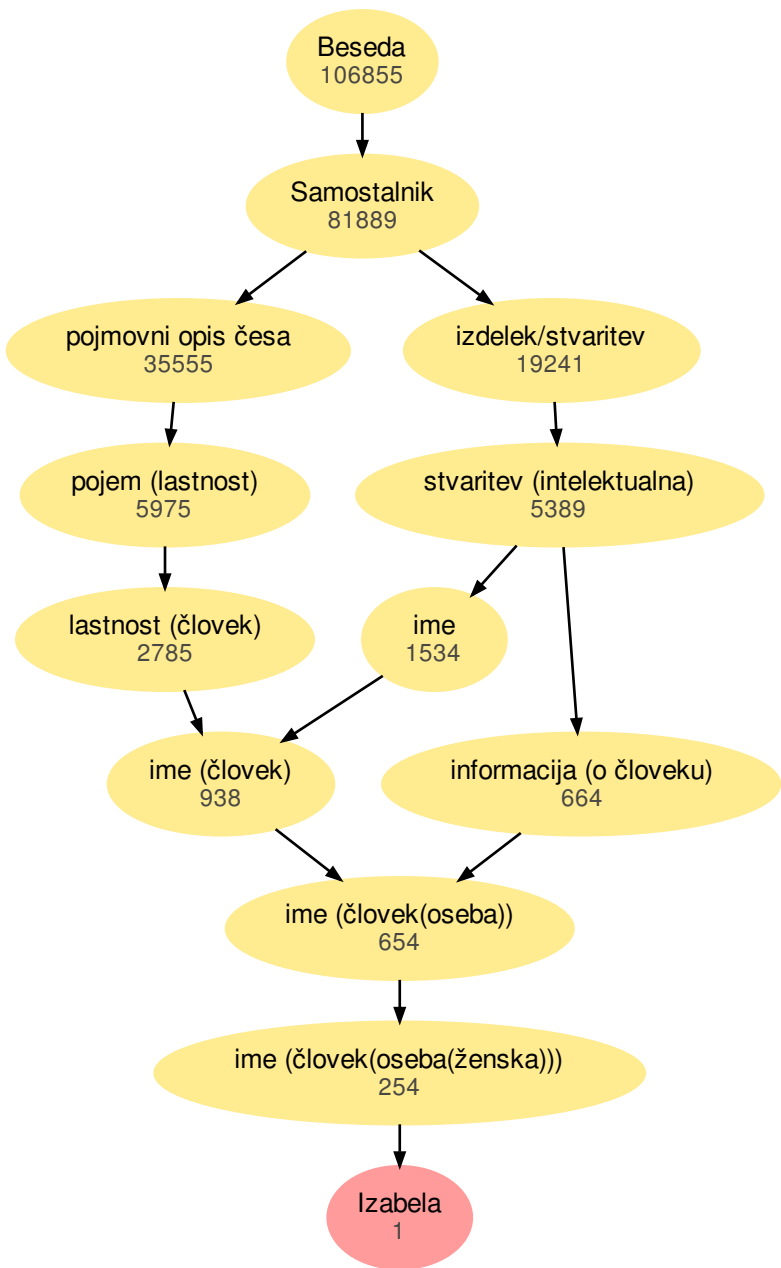 Beseda
106855
Samostalnik
81889
pojmovni opis česa
35555
izdelek/stvaritev
19241
pojem (lastnost)
5975
stvaritev (intelektualna)
5389
lastnost (človek)
2785
ime
1534
ime (človek)
938
informacija (o človeku)
664
ime (človek(oseba))
654
ime (človek(oseba(ženska)))
254
Izabela
1